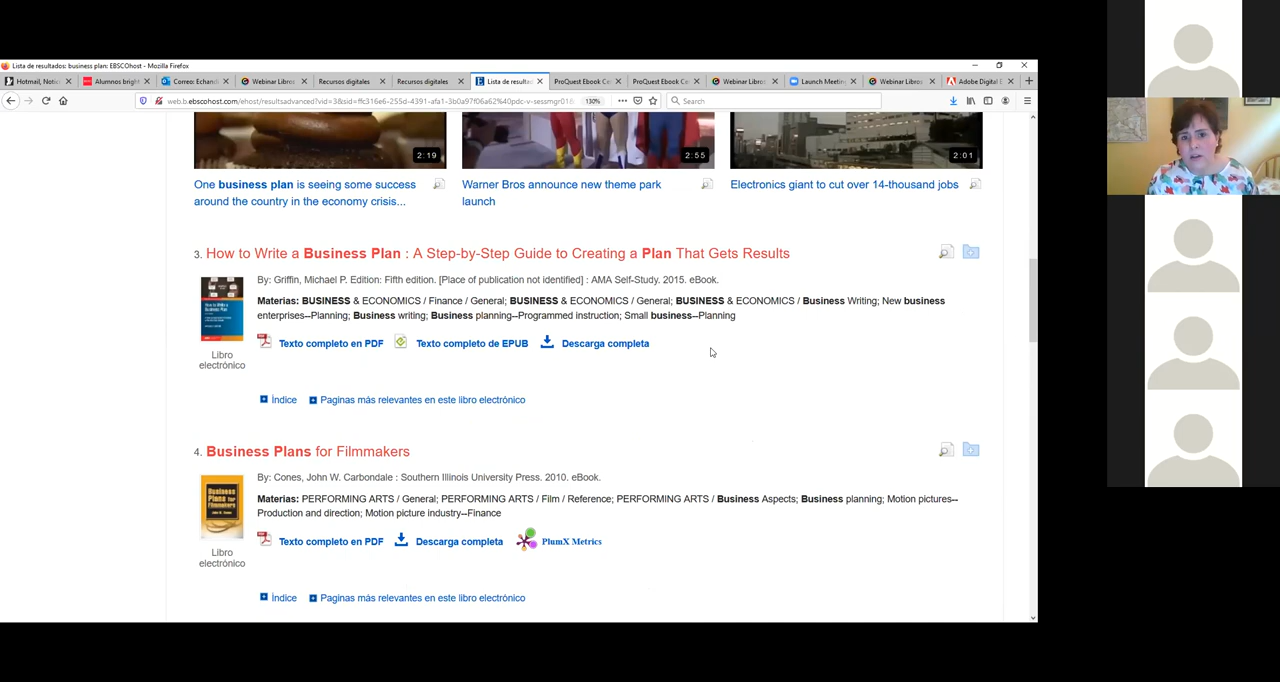 Lista de resultados: business plan: EBSCOhost - Mozilla Firefox
Hotmail, Notic
Alumnos bright
Correo: Echand
Webinar Libros
Recursos digitales
Recursos digitales
Lista de resultad
ProQuest Ebook Ce
ProQuest Ebook Ce
Webinar Libros
Launch Meeting
Webinar Libros
Adobe Digital E
130%
Search
2:19
2:55
2:01
One business plan is seeing some success around the country in the economy crisis...
Warner Bros announce new theme park launch
Electronics giant to cut over 14-thousand jobs
3. How to Write a Business Plan : A Step-by-Step Guide to Creating a Plan That Gets Results
By: Griffin, Michael P. Edition: Fifth edition. [Place of publication not identified] : AMA Self-Study. 2015. eBook.
Materias: BUSINESS & ECONOMICS / Finance / General; BUSINESS & ECONOMICS / General; BUSINESS & ECONOMICS / Business Writing; New business
enterprises--Planning; Business writing; Business planning--Programmed instruction; Small business--Planning
Libro
electrónico
Texto completo en PDF Texto completo de EPUB Descarga completa
Índice Paginas más relevantes en este libro electrónico
4. Business Plans for Filmmakers
By: Cones, John W. Carbondale : Southern Illinois University Press. 2010. eBook.
Materias: PERFORMING ARTS / General; PERFORMING ARTS / Film / Reference; PERFORMING ARTS / Business Aspects; Business planning; Motion pictures--
Production and direction; Motion picture industry--Finance
Business
Plans for
Filmmakers
Libro
electrónico
Texto completo en PDF Descarga completa PlumX Metrics
Índice Paginas más relevantes en este libro electrónico